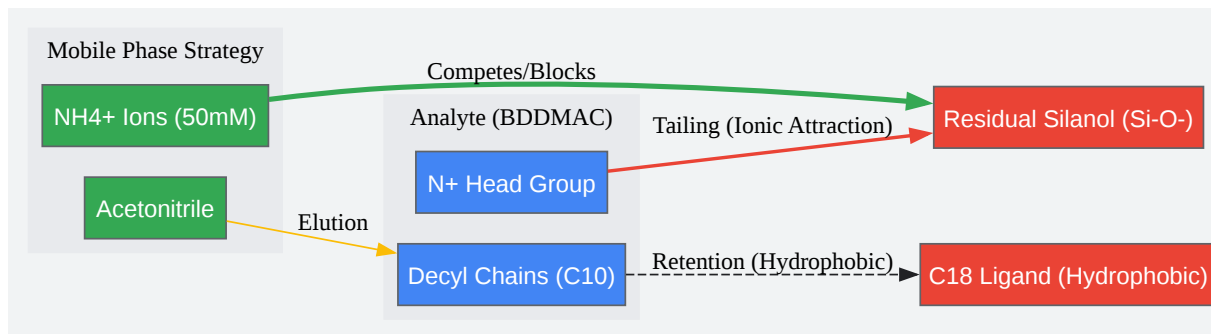 Mobile Phase Strategy
NH4+ Ions (50mM)
Acetonitrile
Competes/Blocks
Elution
Analyte (BDDMAC)
N+ Head Group
Decyl Chains (C10)
Tailing (Ionic Attraction)
Retention (Hydrophobic)
Residual Silanol (Si-O-)
C18 Ligand (Hydrophobic)